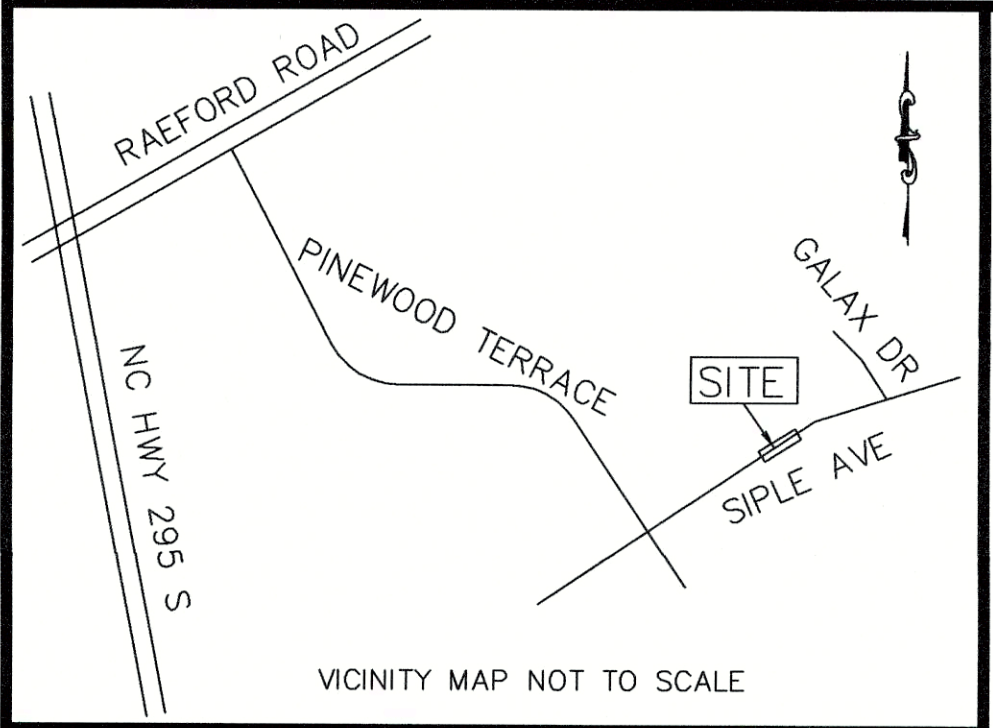 RAEFORD ROAD
PINEWOOD TERRACE
GALAX DR
SITE
NC HWY 295 S
SIPLE AVE
VICINITY MAP NOT TO SCALE